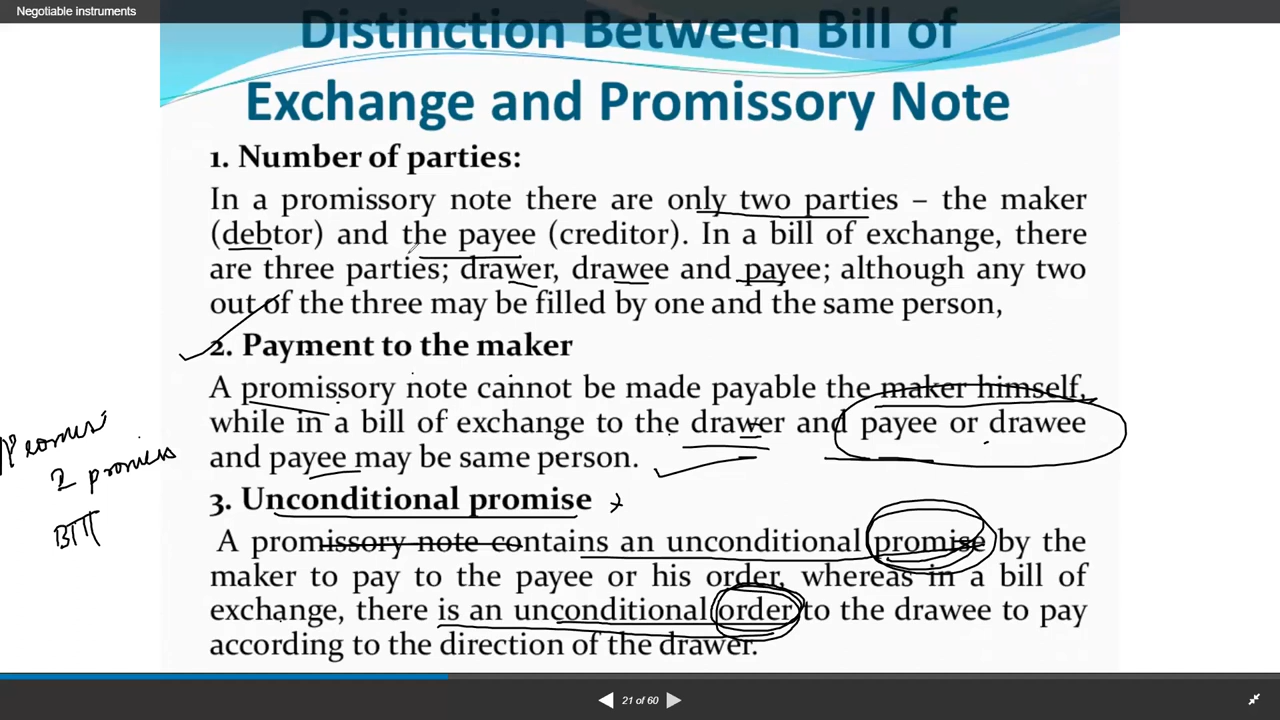 Negotiable instruments
Distinction Between Bill of
Exchange and Promissory Note
1. Number of parties:
In a promissory note there are only two parties – the maker
(debtor) and the payee (creditor). In a bill of exchange, there
are three parties; drawer, drawee and payee; although any two
out of the three may be filled by one and the same person,
2. Payment to the maker
A promissory note cannot be made payable the maker himself,
while in a bill of exchange to the drawer and payee or drawee
and payee may be same person.
3. Unconditional promise
A promissory note contains an unconditional promise by the
maker to pay to the payee or his order, whereas in a bill of
exchange, there is an unconditional order to the drawee to pay
according to the direction of the drawer.
21 of 60